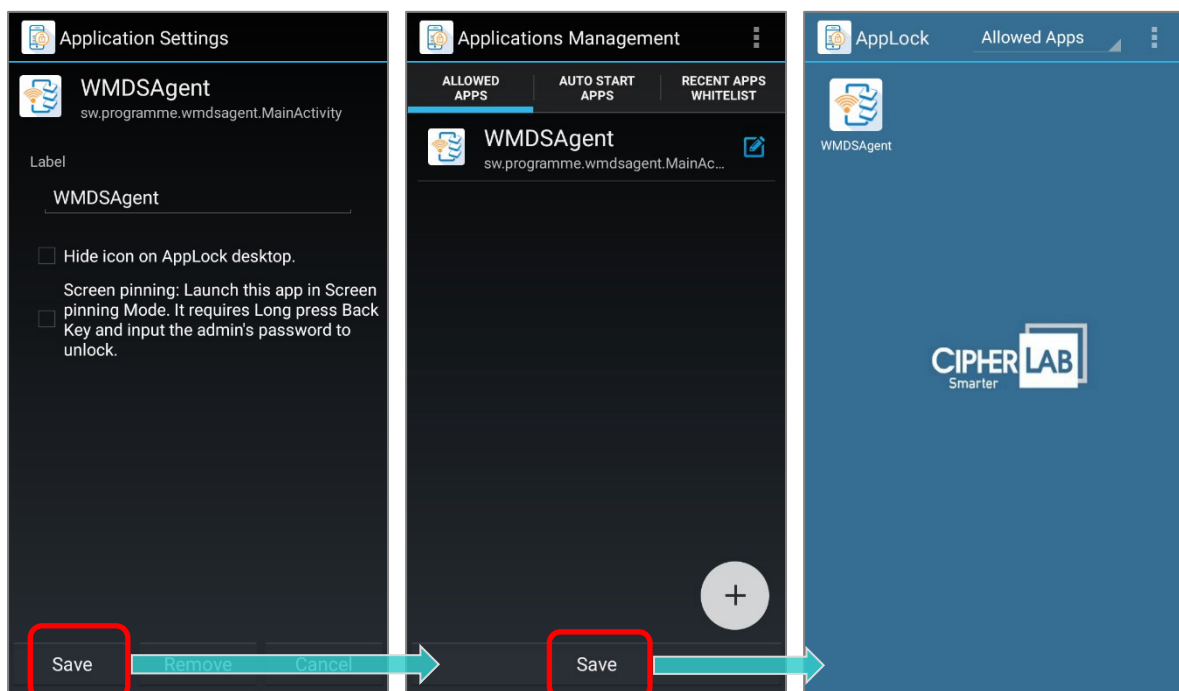 Application Settings
WMDSAgent
sw.programme.wmdsagent.MainActivity
Label
WMDSAgent
Hide icon on AppLock desktop.
Screen pinning: Launch this app in Screen
pinning Mode. It requires Long press Back
Key and input the admin's password to
unlock.
Save Remove Cancel
Applications Management
ALLOWED
APPS
AUTO START
APPS
RECENT APPS
WHITELIST
WMDSAgent
sw.programme.wmdsagent.MainAc...
+
Save
AppLock Allowed Apps
WMDSAgent
CIPHERLAB
Smarter